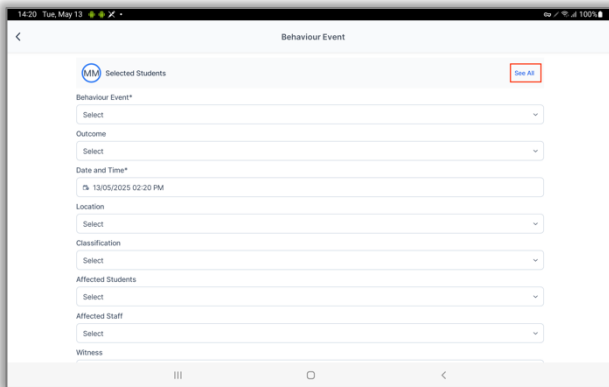 14:20 Tue, May 13
100%
Behaviour Event
MM Selected Students
See All
Behaviour Event*
Select
Outcome
Select
Date and Time*
13/05/2025 02:20 PM
Location
Select
Classification
Select
Affected Students
Select
Affected Staff
Select
Witness